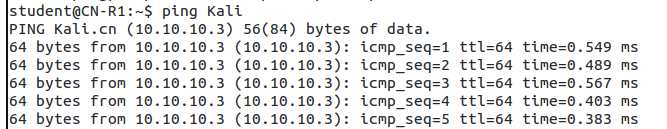 student@CN-R1:~$ ping Kali
PING Kali.cn (10.10.10.3) 56(84) bytes of data.
64 bytes from 10.10.10.3 (10.10.10.3): icmp_seq=1 ttl=64 time=0.549 ms
64 bytes from 10.10.10.3 (10.10.10.3): icmp_seq=2 ttl=64 time=0.489 ms
64 bytes from 10.10.10.3 (10.10.10.3): icmp_seq=3 ttl=64 time=0.567 ms
64 bytes from 10.10.10.3 (10.10.10.3): icmp_seq=4 ttl=64 time=0.403 ms
64 bytes from 10.10.10.3 (10.10.10.3): icmp_seq=5 ttl=64 time=0.383 ms